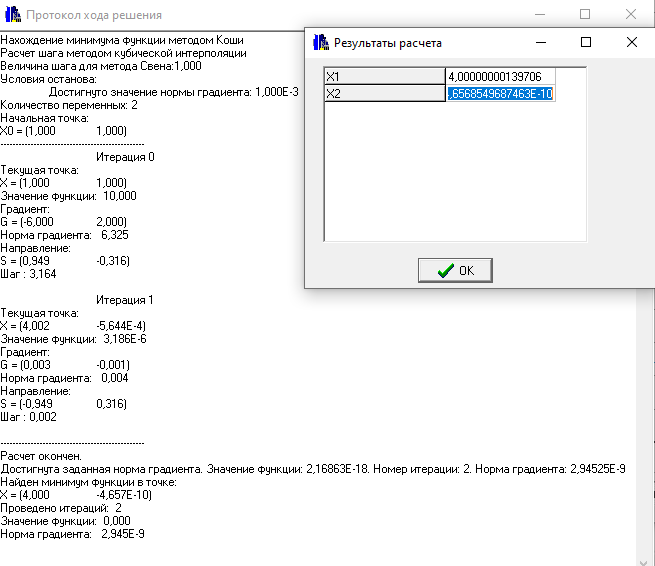 Протокол хода решения
Нахождение минимума функции методом Коши
Расчет шага методом кубической интерполяции
Величина шага для метода Свена:1,000
Условия останова:
Достигнуто значение нормы градиента: 1,000E-3
Количество переменных: 2
Начальная точка:
X0 = (1,000 1,000)
------------------------------------------------
Итерация 0
Текущая точка:
X = (1,000 1,000)
Значение функции: 10,000
Градиент:
G = (-6,000 2,000)
Норма градиента: 6,325
Направление:
S = (0,949 -0,316)
Шаг : 3,164
Итерация 1
Текущая точка:
X = (4,002 -5,644E-4)
Значение функции: 3,186E-6
Градиент:
G = (0,003 -0,001)
Норма градиента: 0,004
Направление:
S = (-0,949 0,316)
Шаг : 0,002
------------------------------------------------
Расчет окончен.
Достигнута заданная норма градиента. Значение функции: 2,16863E-18. Номер итерации: 2. Норма градиента: 2,94525E-9
Найден минимум функции в точке:
X = (4,000 -4,657E-10)
Проведено итераций: 2
Значение функции: 0,000
Норма градиента: 2,945E-9
Результаты расчета
X1 4,00000000139706
X2 ,6568549687463E-10
OK